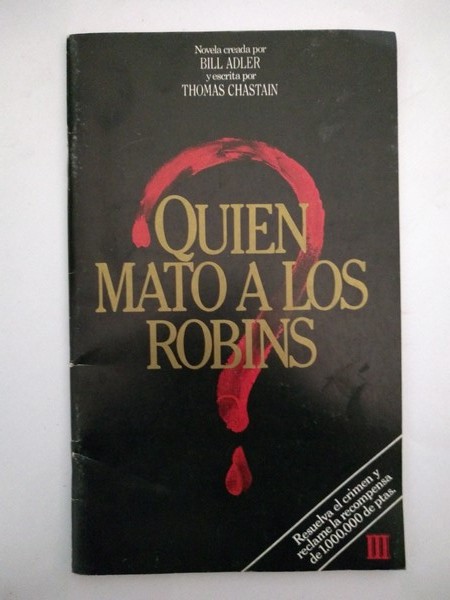 Novela creada por
BILL ADLER
y escrita por
THOMAS CHASTAIN
QUIEN
MATO A LOS
ROBINS
Resuelva el crimen y
reclame la recompensa
de 1.000.000 de ptas.
III